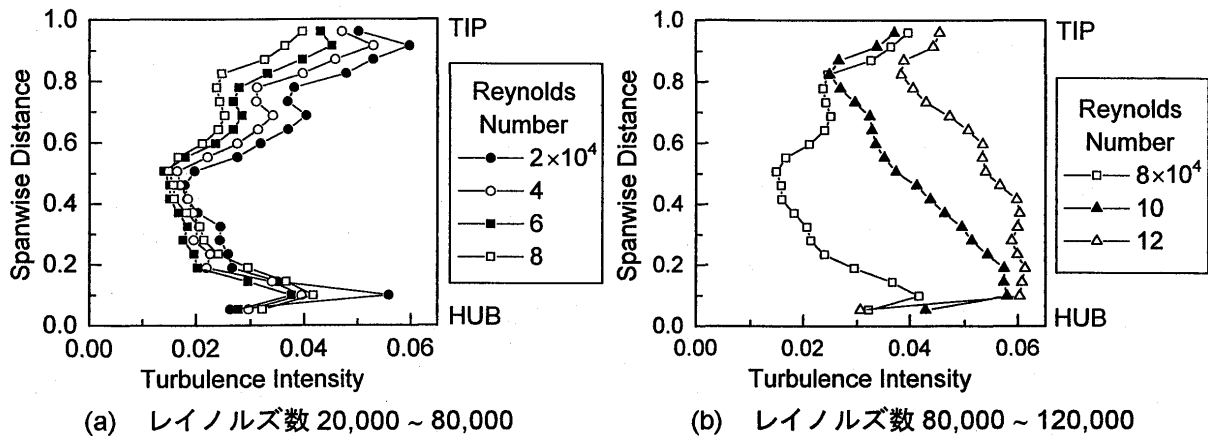 1.0
0.8
0.6
0.4
0.2
0.0
Spanwise Distance
0.00 0.02 0.04 0.06
Turbulence Intensity
TIP
HUB
Reynolds
Number
2×10⁴
4
6
8
(a) レイノルズ数 20,000 ~ 80,000
1.0
0.8
0.6
0.4
0.2
0.0
Spanwise Distance
0.00 0.02 0.04 0.06
Turbulence Intensity
TIP
HUB
Reynolds
Number
8×10⁴
10
12
(b) レイノルズ数 80,000 ~ 120,000